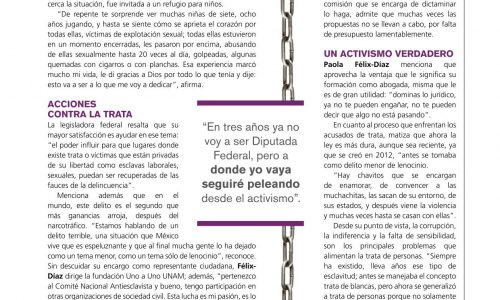 cerca la situación, fue invitada a un refugio para niños.
"De repente te sorprende ver muchas niñas de siete, ocho
años jugando, y hasta se siente cómo se aprieta el corazón por
todas ellas, víctimas de explotación sexual; todas ellas estuvieron
en un momento encerradas, les pasaron por encima, abusando
de ellas sexualmente hasta 20 veces al día, golpeadas, algunas
quemadas con cigarros o con planchas. Esa experiencia marcó
mucho mi vida, le di gracias a Dios por todo lo que tenía y dije:
esto va a ser a lo que me voy a dedicar", afirma.
ACCIONES
CONTRA LA TRATA
La legisladora federal resalta que su
mayor satisfacción es ayudar en ese tema:
"el poder influir para que lugares donde
existe trata o víctimas que están privadas
de su libertad como esclavas laborales,
sexuales, puedan ser recuperadas de las
fauces de la delincuencia".
Menciona además que en el
mundo, este delito es el segundo que
más ganancias arroja, después del
narcotráfico. "Estamos hablando de un
delito terrible, una situación que México
vive que es espeluznante y que al final mucha gente lo ha dejado
como un tema menor, como un tema sólo de lenocinio", reconoce.
Sin descuidar su encargo como representante ciudadana, Félix-
Díaz dirige la fundación Uno a Uno UNAM; además, "pertenezco
al Comité Nacional Antiesclavista y bueno, tengo participación en
otras organizaciones de sociedad civil. Esta lucha es mi pasión, es lo
"En tres años ya no
voy a ser Diputada
Federal, pero a
donde yo vaya
seguiré peleando
desde el activismo".
comisión que se encarga de dictaminar
lo haga, admite que muchas veces las
propuestas no se llevan a cabo, por falta
de presupuesto lamentablemente.
UN ACTIVISMO VERDADERO
Paola Félix-Díaz menciona que
aprovecha la ventaja que le significa su
formación como abogada, misma que le
es de gran utilidad: "dominas lo jurídico,
ya no te pueden engañar, no te pueden
decir que algo no está pasando".
En cuanto al proceso que enfrentan los
acusados de trata, matiza que ahora la
ley es más dura, aunque sea reciente, ya
que se creó en 2012, "antes se tomaba
como delito menor de lenocinio.
"Hay chavitos que se encargan
de enamorar, de convencer a las
muchachitas, las sacan de su entorno, de
sus estados, y después viene la violencia
y muchas veces hasta se casan con ellas".
Desde su punto de vista, la corrupción,
la indiferencia y la falta de sensibilidad,
son los principales problemas que
alimentan la trata de personas. "Siempre
ha existido, lleva años ese tipo de
esclavitud; antes se manejaba el concepto
trata de blancas, pero ahora se generalizó
a trata de personas porque no sólo son